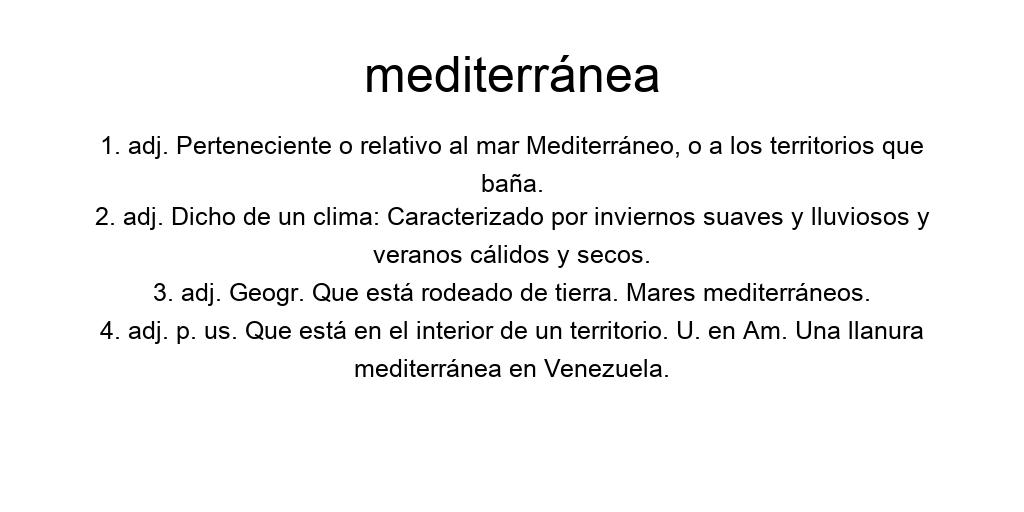 mediterránea
1. adj. Perteneciente o relativo al mar Mediterráneo, o a los territorios que
baña.
2. adj. Dicho de un clima: Caracterizado por inviernos suaves y lluviosos y
veranos cálidos y secos.
3. adj. Geogr. Que está rodeado de tierra. Mares mediterráneos.
4. adj. p. us. Que está en el interior de un territorio. U. en Am. Una llanura
mediterránea en Venezuela.